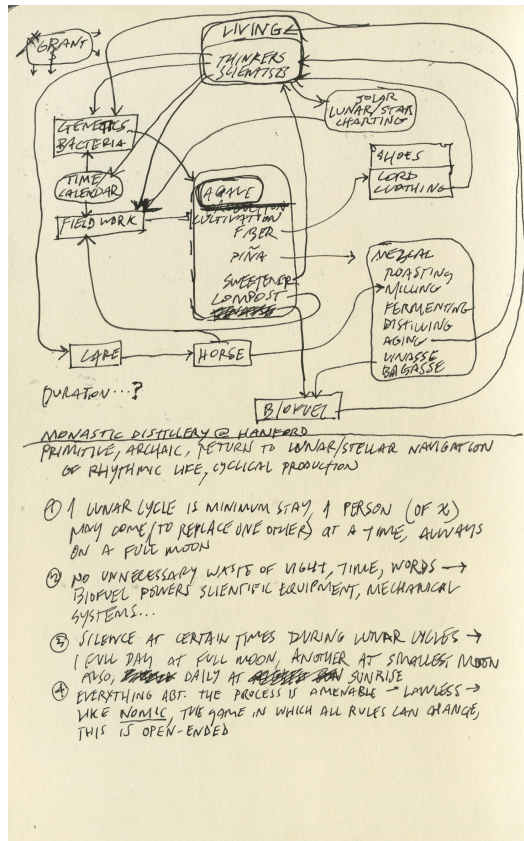 GRANT
LIVING
THINKERS
SCIENTISTS
SOLAR
LUNAR/STAR
CHARTING
GENETICS
BACTERIA
SHOES
CORD
CLOTHING
TIME/
CALENDAR
AGAVE
CULTIVATION
FIELD WORK
FIBER
PIÑA
MEZCAL
ROASTING
MILLING
SWEETENER
COMPOST
FERMENTING
DISTILLING
AGING
VINASSE
BAGASSE
CARE
HORSE
DURATION...?
BIOFUEL
MONASTIC DISTILLERY @ HANFORD
PRIMITIVE, ARCHAIC, RETURN TO LUNAR/STELLAR NAVIGATION
OF RHYTHMIC LIFE, CYCLICAL PRODUCTION
① 1 LUNAR CYCLE IS MINIMUM STAY, 1 PERSON (OF X)
MAY COME (TO REPLACE ONE OTHER) AT A TIME, ALWAYS
ON A FULL MOON
② NO UNNECESSARY WASTE OF LIGHT, TIME, WORDS →
BIOFUEL POWERS SCIENTIFIC EQUIPMENT, MECHANICAL
SYSTEMS...
③ SILENCE AT CERTAIN TIMES DURING LUNAR CYCLES →
1 FULL DAY AT FULL MOON, ANOTHER AT SMALLEST MOON
ALSO, DAILY AT SUNRISE
④ EVERYTHING ABT. THE PROCESS IS AMENABLE – LAWLESS →
LIKE NOMIC, THE GAME IN WHICH ALL RULES CAN CHANGE,
THIS IS OPEN-ENDED